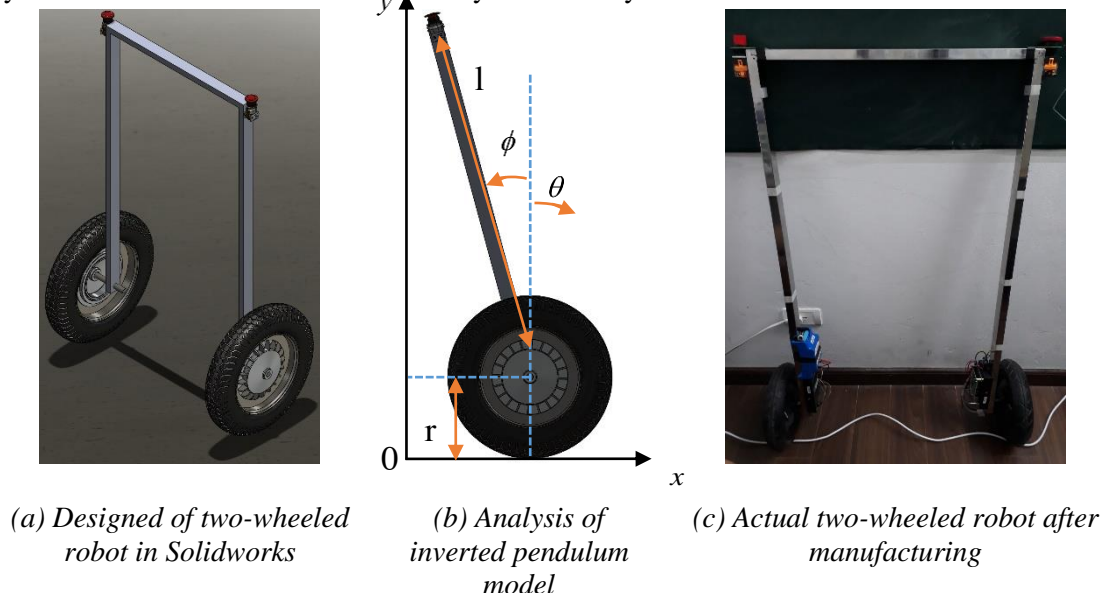 y
l
ϕ
θ
r
0
x
(a) Designed of two-wheeled
robot in Solidworks
(b) Analysis of
inverted pendulum
model
(c) Actual two-wheeled robot after
manufacturing